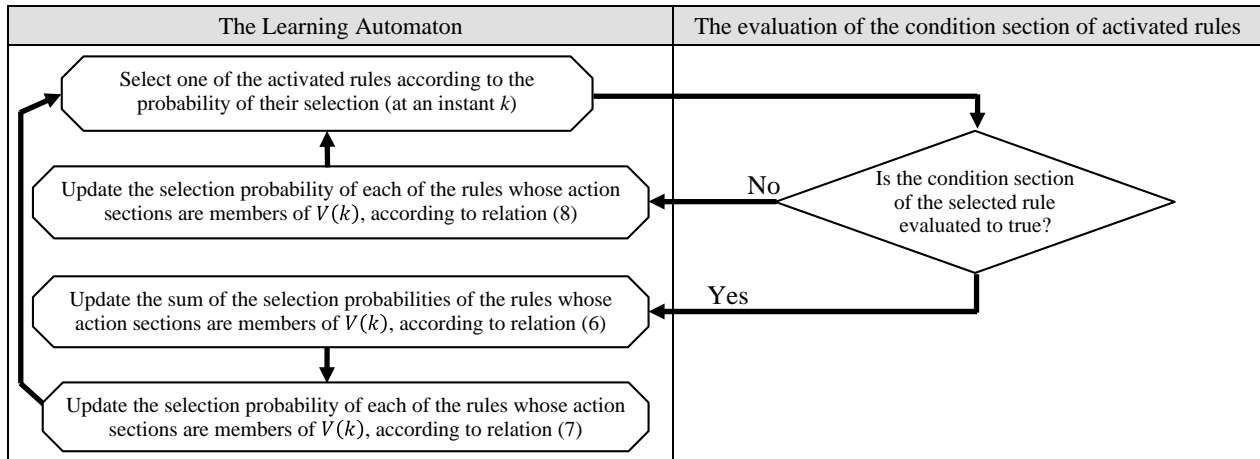 The Learning Automaton
The evaluation of the condition section of activated rules
Select one of the activated rules according to the
probability of their selection (at an instant k)
Update the selection probability of each of the rules whose action
sections are members of V(k), according to relation (8)
No
Is the condition section
of the selected rule
evaluated to true?
Update the sum of the selection probabilities of the rules whose
action sections are members of V(k), according to relation (6)
Yes
Update the selection probability of each of the rules whose action
sections are members of V(k), according to relation (7)